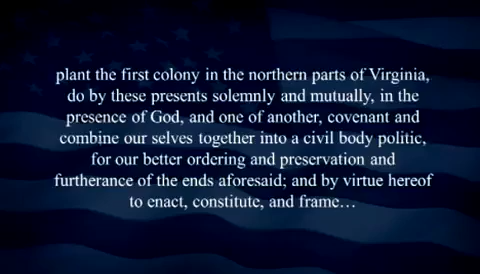 plant the first colony in the northern parts of Virginia,
do by these presents solemnly and mutually, in the
presence of God, and one of another, covenant and
combine our selves together into a civil body politic,
for our better ordering and preservation and
furtherance of the ends aforesaid; and by virtue hereof
to enact, constitute, and frame…